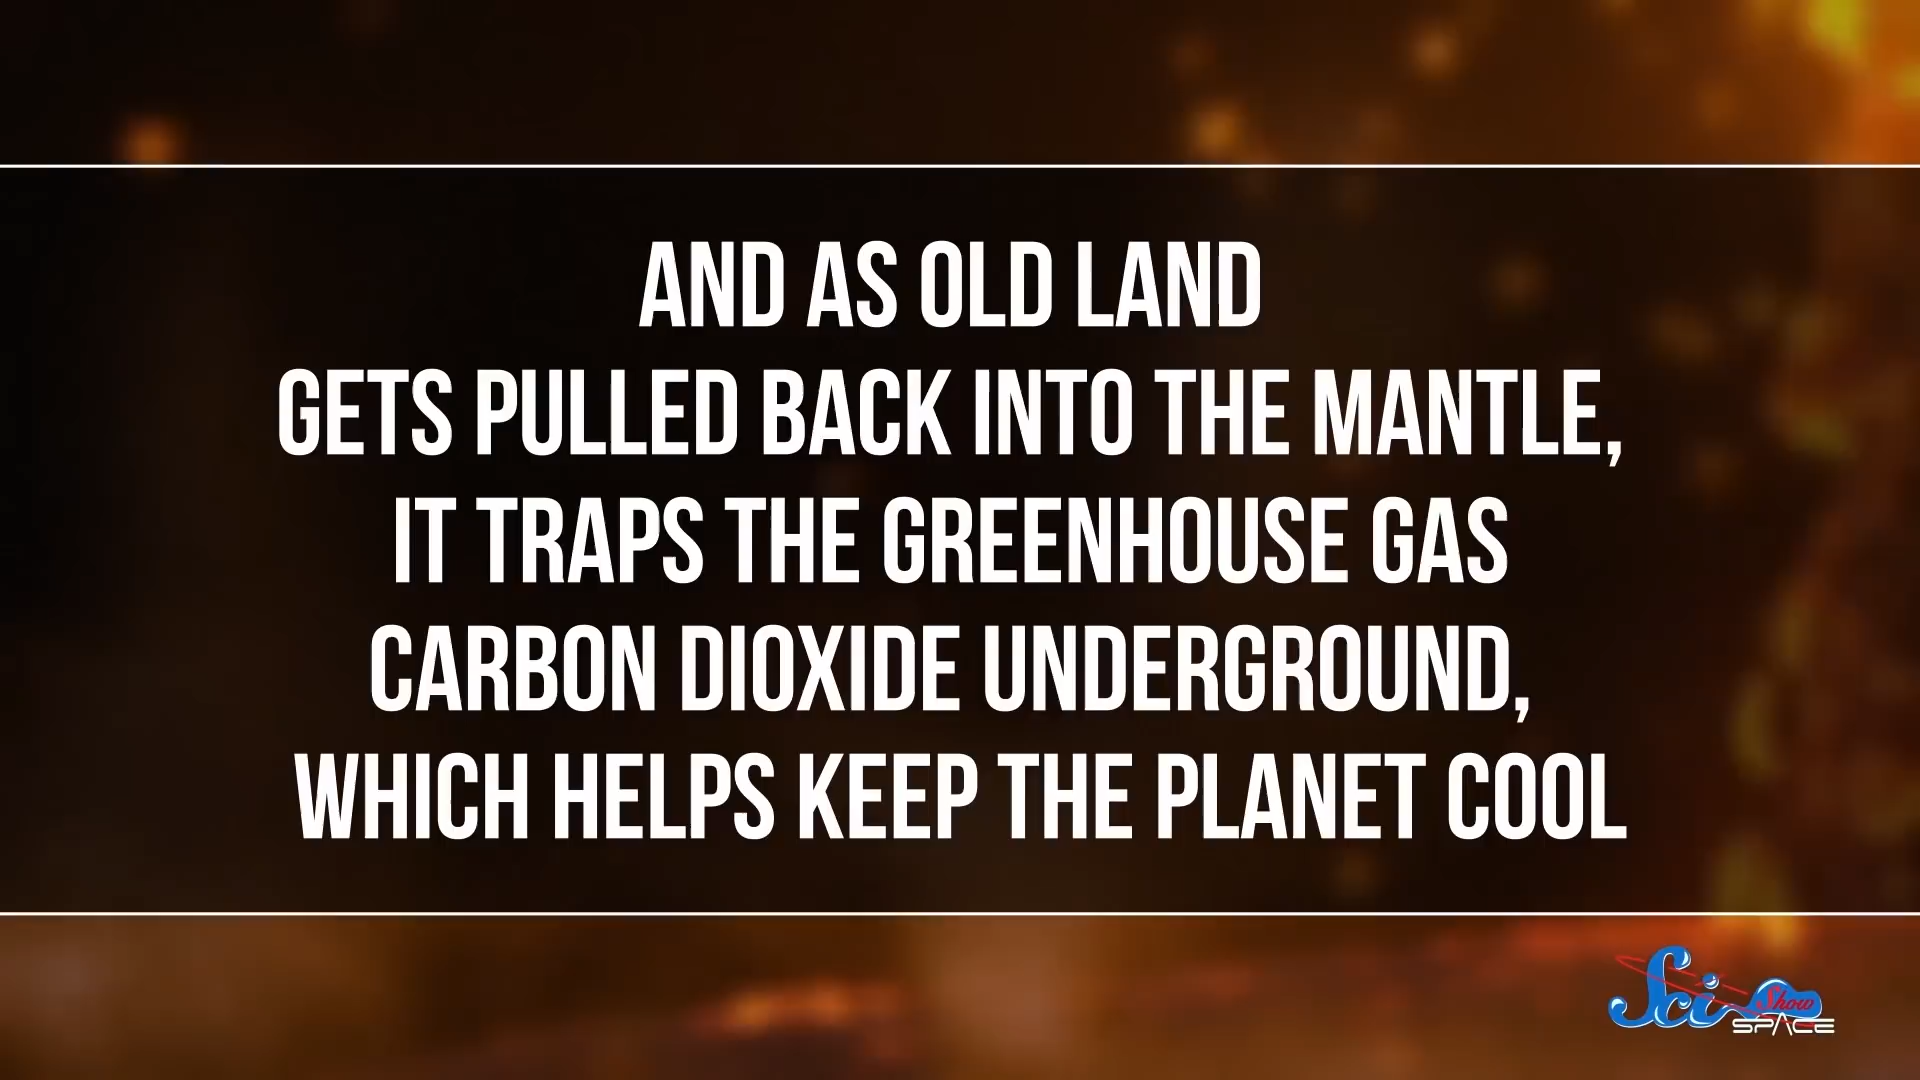 AND AS OLD LAND
GETS PULLED BACK INTO THE MANTLE,
IT TRAPS THE GREENHOUSE GAS
CARBON DIOXIDE UNDERGROUND,
WHICH HELPS KEEP THE PLANET COOL
Sci Show
SPACE